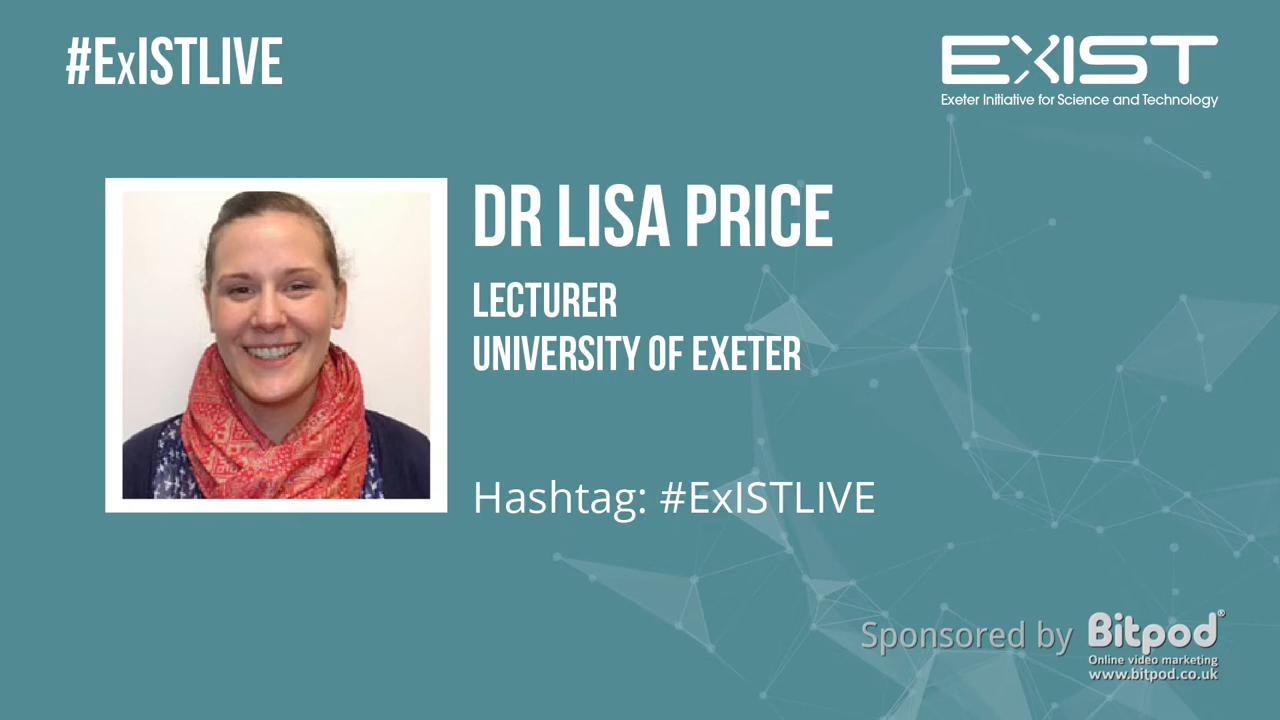 #ExISTLIVE
EXIST
Exeter Initiative for Science and Technology
DR LISA PRICE
LECTURER
UNIVERSITY OF EXETER
Hashtag: #ExISTLIVE
Sponsored by Bitpod®
Online video marketing
www.bitpod.co.uk